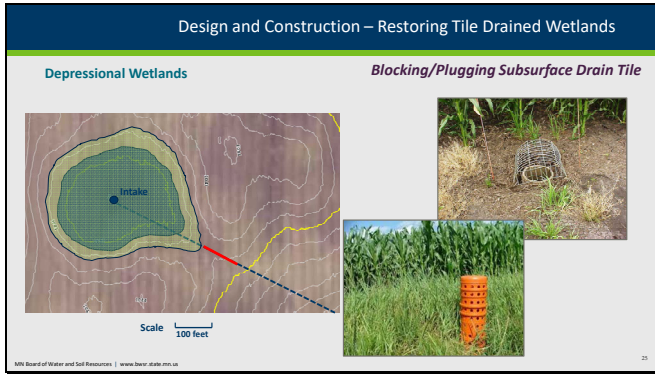 Design and Construction – Restoring Tile Drained Wetlands
Depressional Wetlands
Blocking/Plugging Subsurface Drain Tile
Intake
Scale
100 feet
MN Board of Water and Soil Resources | www.bwsr.state.mn.us
25